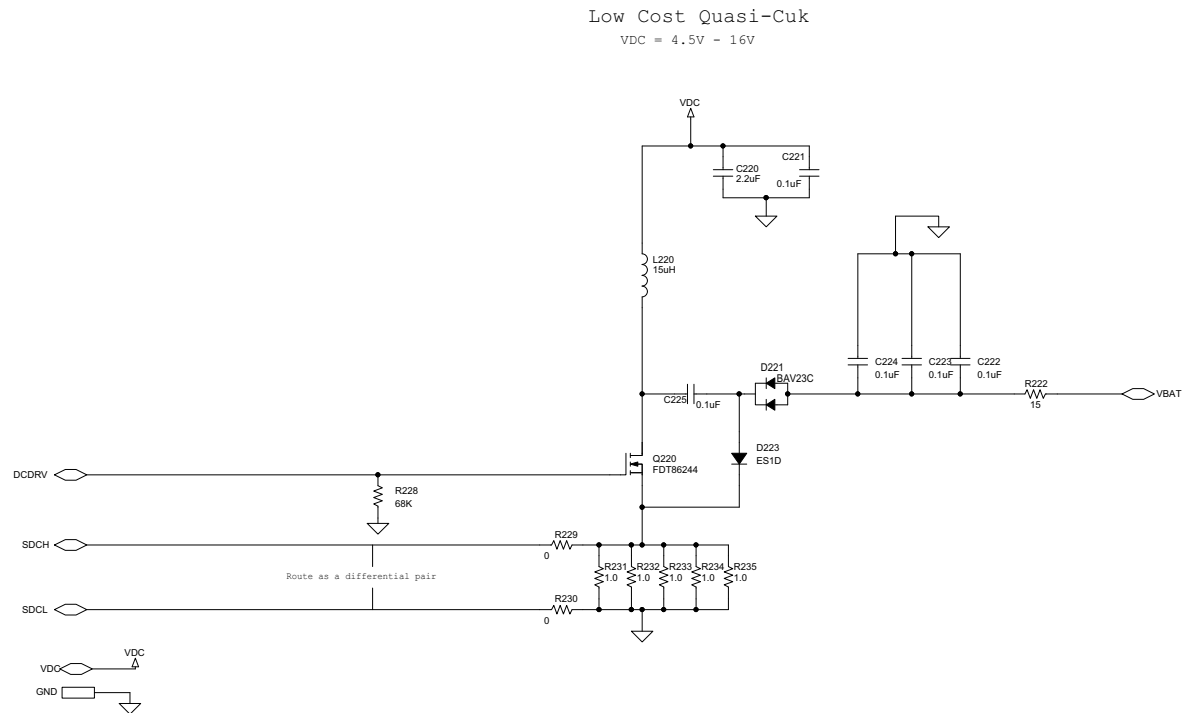 Low Cost Quasi-Cuk
VDC = 4.5V - 16V
VDC
C220
2.2uF
C221
0.1uF
L220
15uH
C224
0.1uF
C223
0.1uF
C222
0.1uF
D221
BAV23C
R222
15
VBAT
C225
0.1uF
D223
ES1D
Q220
FDT86244
DCDRV
R228
68K
SDCH
R229
0
R231
1.0
R232
1.0
R233
1.0
R234
1.0
R235
1.0
Route as a differential pair
SDCL
R230
0
VDC
VDC
GND